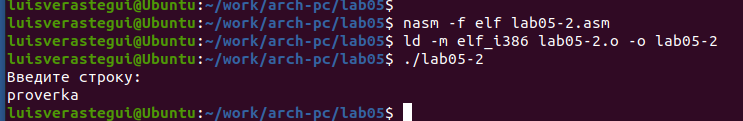 luisverastegui@Ubuntu:~/work/arch-pc/lab05$
luisverastegui@Ubuntu:~/work/arch-pc/lab05$ nasm -f elf lab05-2.asm
luisverastegui@Ubuntu:~/work/arch-pc/lab05$ ld -m elf_i386 lab05-2.o -o lab05-2
luisverastegui@Ubuntu:~/work/arch-pc/lab05$ ./lab05-2
Введите строку:
proverka
luisverastegui@Ubuntu:~/work/arch-pc/lab05$